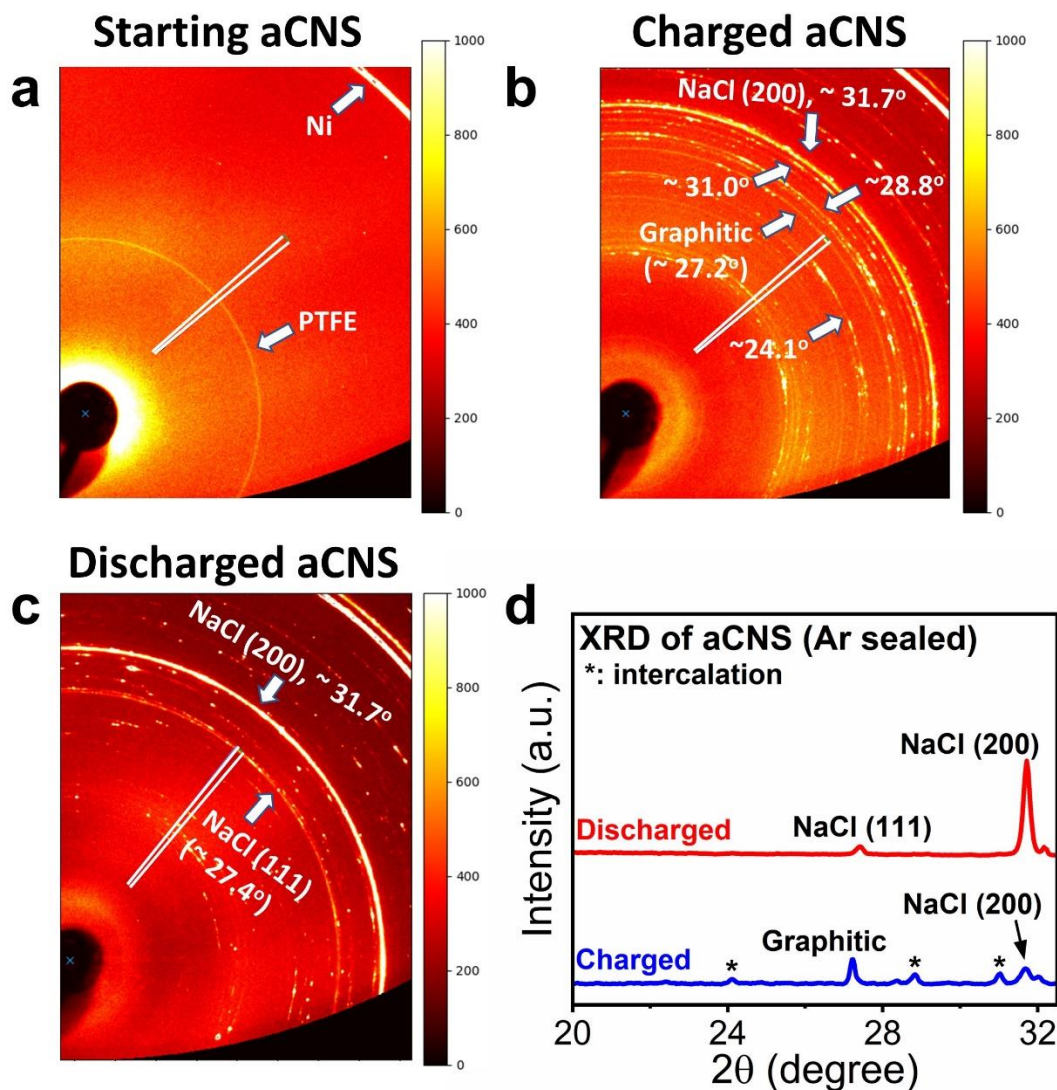 Starting aCNS
a
Ni
PTFE
1000
800
600
400
200
0
Charged aCNS
b
NaCl (200), ~ 31.7°
~ 31.0°
~28.8°
Graphitic
(~ 27.2°)
~24.1°
1000
800
600
400
200
0
Discharged aCNS
c
NaCl (200), ~ 31.7°
NaCl (111)
(~ 27.4°)
1000
800
600
400
200
0
d
XRD of aCNS (Ar sealed)
*: intercalation
NaCl (200)
Discharged
NaCl (111)
NaCl (200)
Graphitic
Charged
*
*
*
Intensity (a.u.)
20 24 28 32
2θ (degree)